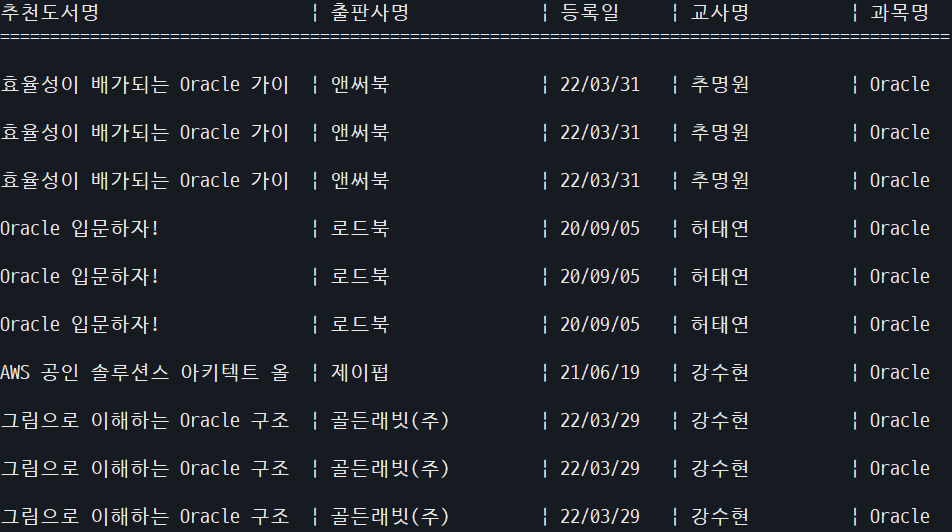 추천도서명 ¦ 출판사명 ¦ 등록일 ¦ 교사명 ¦ 과목명
===============================================================================================
효율성이 배가되는 Oracle 가이 ¦ 앤써북 ¦ 22/03/31 ¦ 추명원 ¦ Oracle
효율성이 배가되는 Oracle 가이 ¦ 앤써북 ¦ 22/03/31 ¦ 추명원 ¦ Oracle
효율성이 배가되는 Oracle 가이 ¦ 앤써북 ¦ 22/03/31 ¦ 추명원 ¦ Oracle
Oracle 입문하자! ¦ 로드북 ¦ 20/09/05 ¦ 허태연 ¦ Oracle
Oracle 입문하자! ¦ 로드북 ¦ 20/09/05 ¦ 허태연 ¦ Oracle
Oracle 입문하자! ¦ 로드북 ¦ 20/09/05 ¦ 허태연 ¦ Oracle
AWS 공인 솔루션스 아키텍트 올 ¦ 제이펍 ¦ 21/06/19 ¦ 강수현 ¦ Oracle
그림으로 이해하는 Oracle 구조 ¦ 골든래빗(주) ¦ 22/03/29 ¦ 강수현 ¦ Oracle
그림으로 이해하는 Oracle 구조 ¦ 골든래빗(주) ¦ 22/03/29 ¦ 강수현 ¦ Oracle
그림으로 이해하는 Oracle 구조 ¦ 골든래빗(주) ¦ 22/03/29 ¦ 강수현 ¦ Oracle